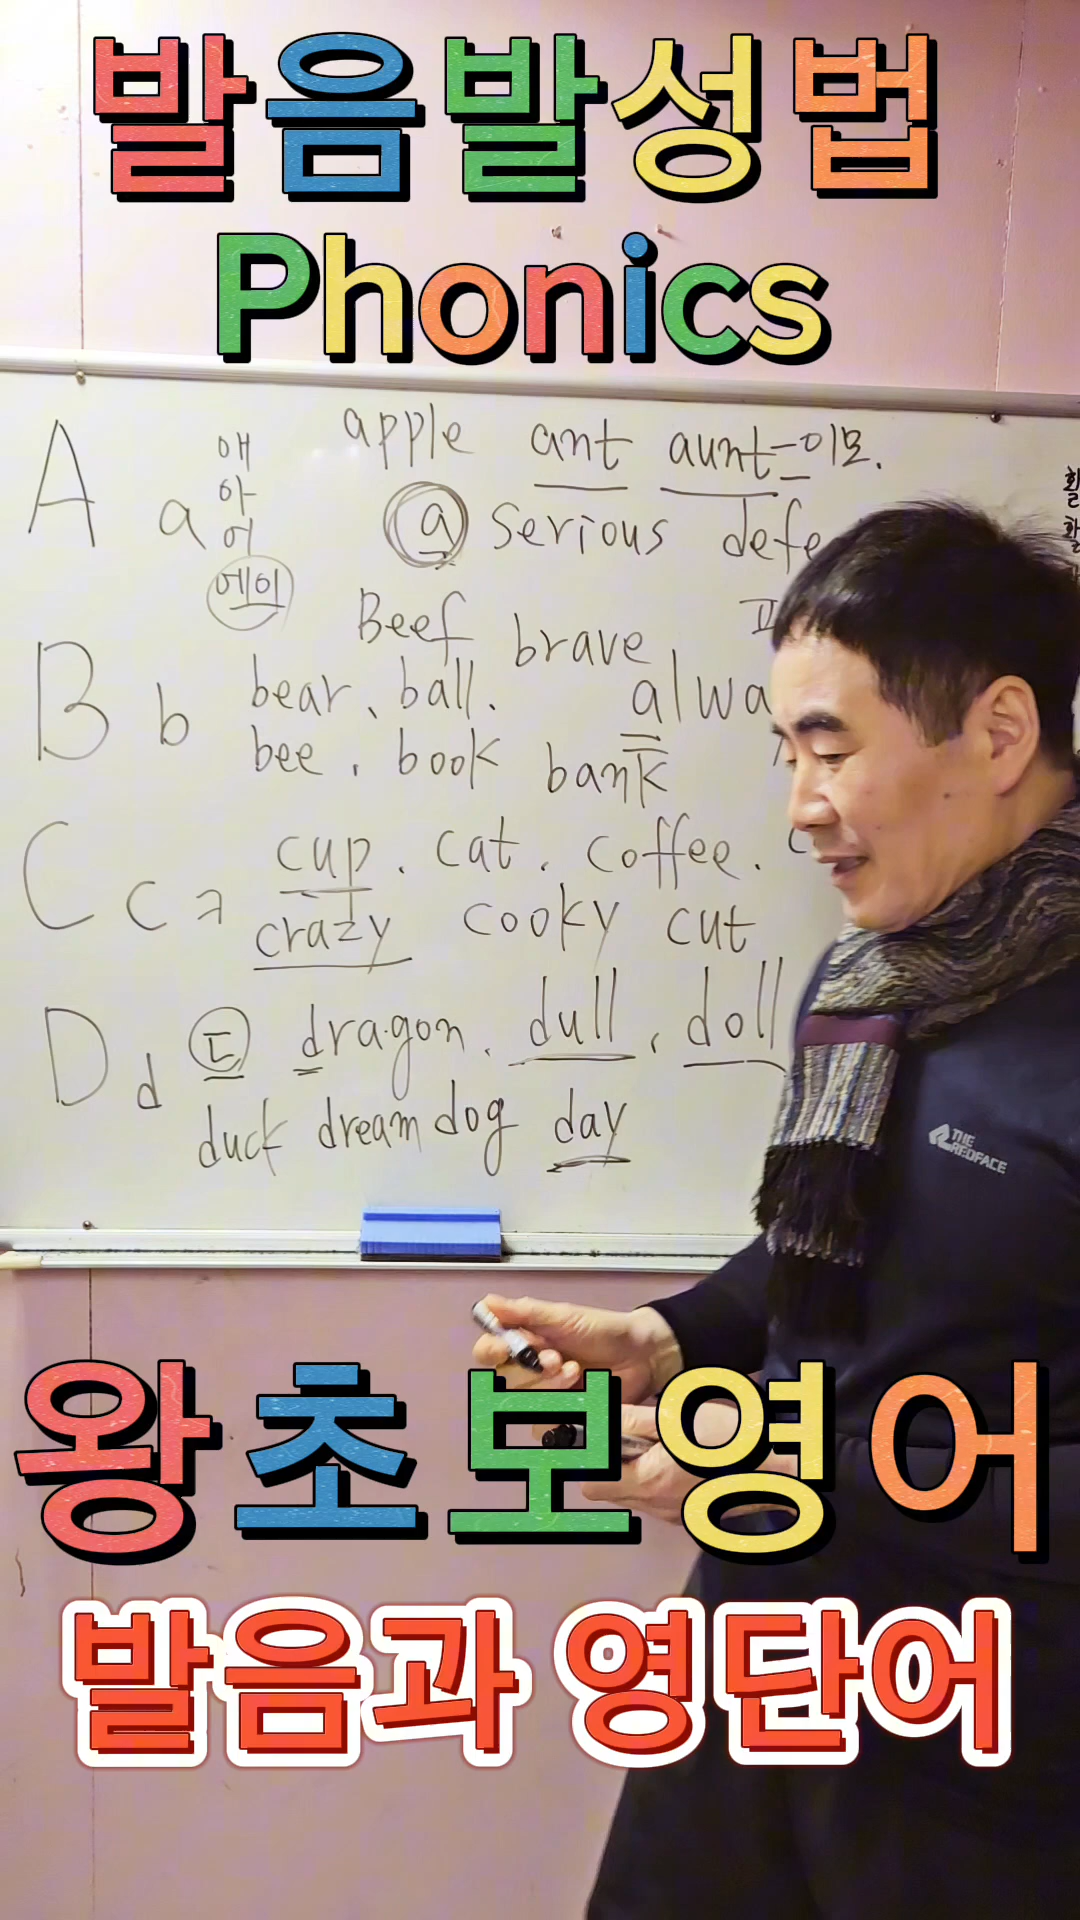 발음발성법
Phonics
A a 애 아 어 에이
apple ant aunt=이모.
a serious
B b
Beef brave
bear, ball.
bee, book bank
C c ㅋ
cup. cat. coffee.
crazy cooky cut
D d ㄷ
dragon, dull, doll
duck dream dog day
THE REDFACE
왕초보영어
발음과 영단어